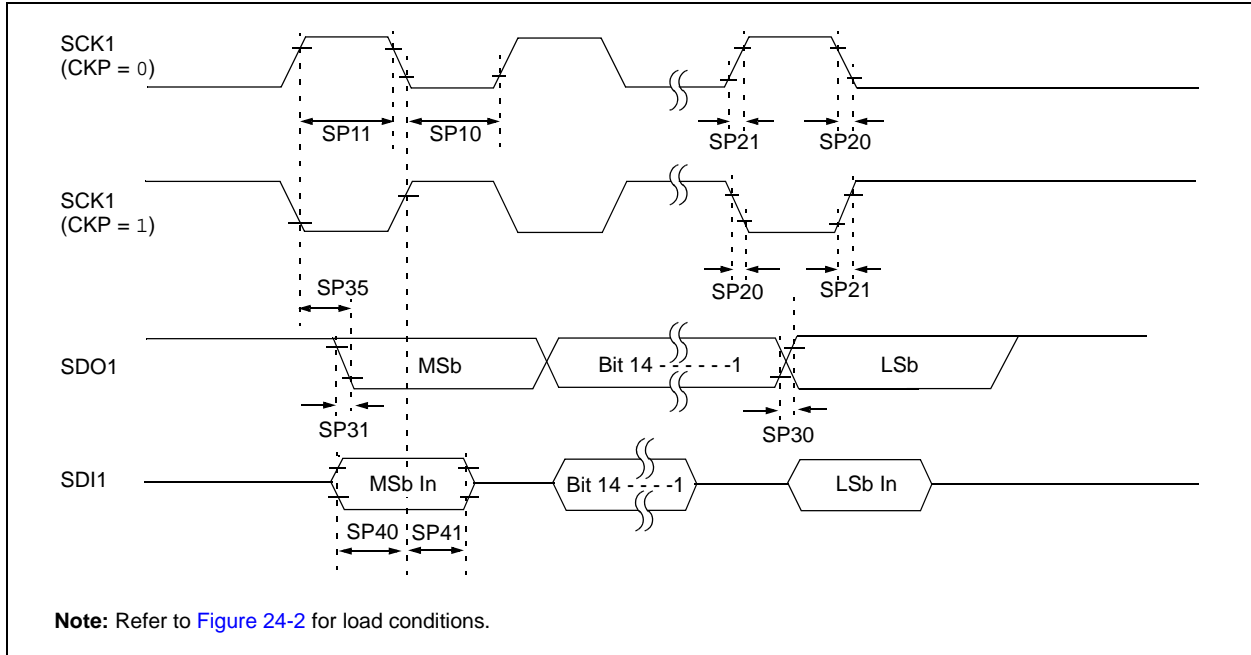 SCK1
(CKP = 0)
SP11
SP10
SP21
SP20
SCK1
(CKP = 1)
SP35
SP20
SP21
SDO1
MSb
Bit 14 - - - - - -1
LSb
SP31
SP30
SDI1
MSb In
Bit 14 - - - -1
LSb In
SP40
SP41
Note: Refer to Figure 24-2 for load conditions.